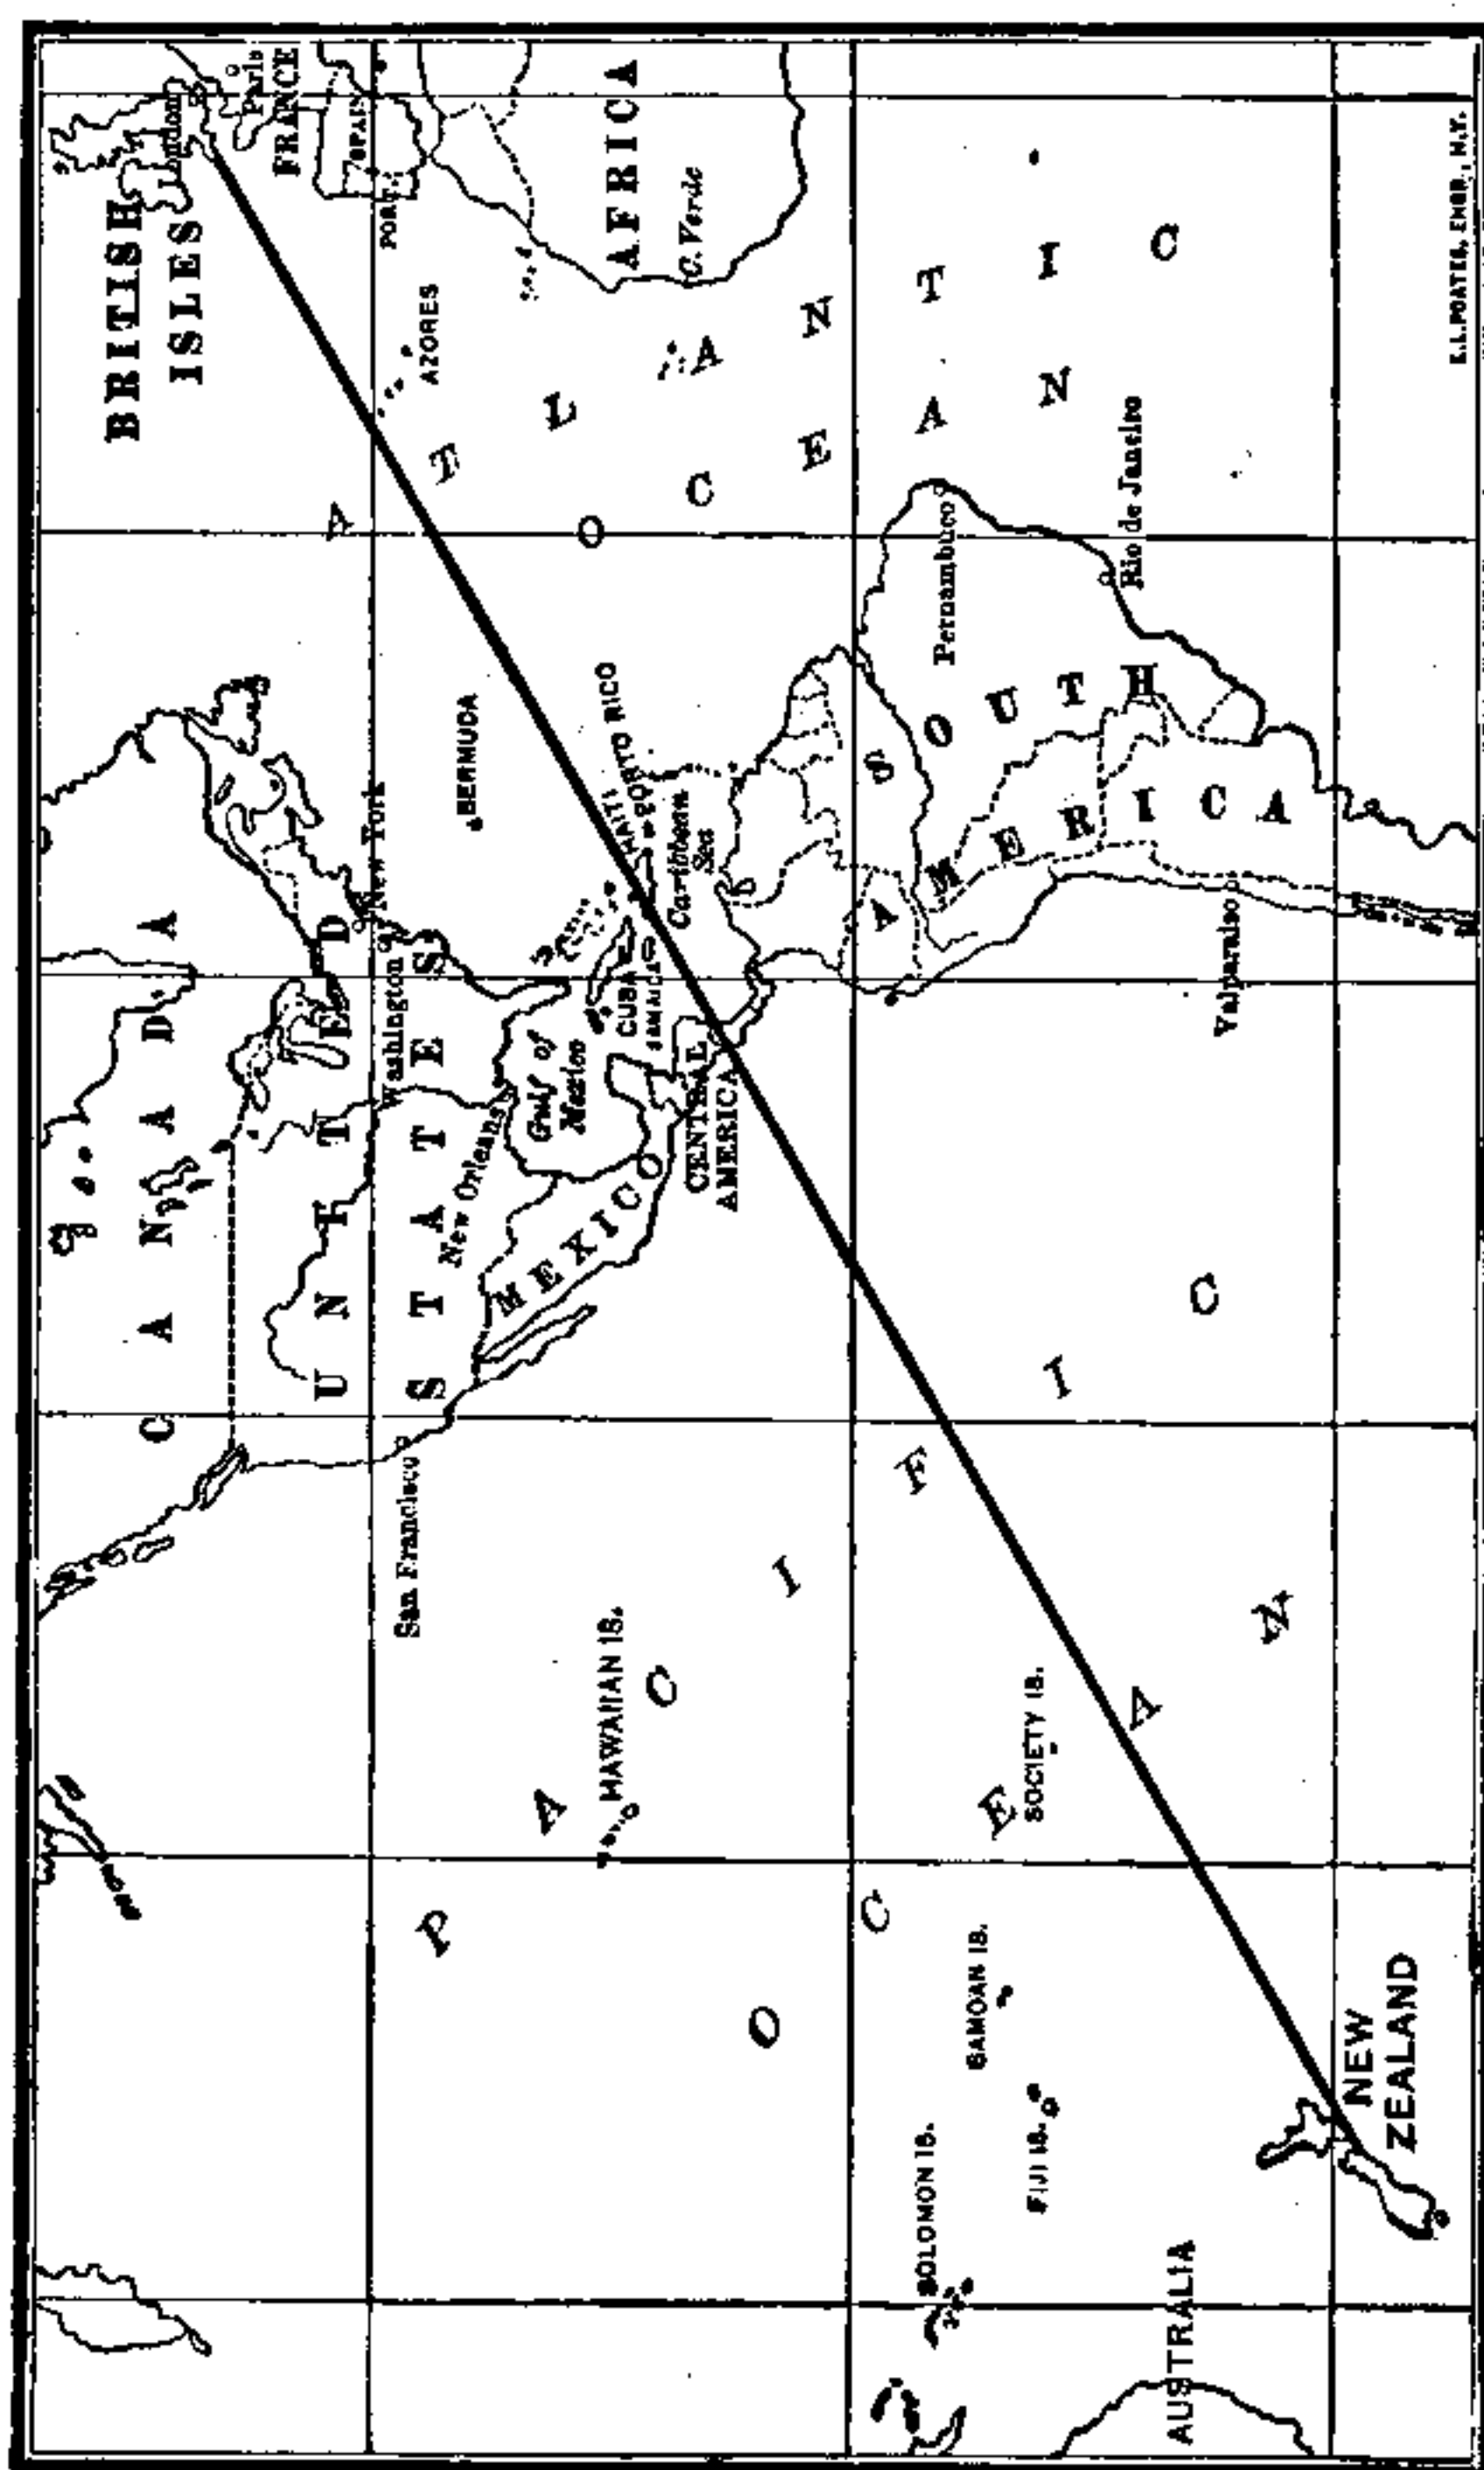 BRITISH
ISLES
London
Paris
FRANCE
SPAIN
PORT.
AZORES
AFRICA
C. Verde
ATLANTIC
OCEAN
CANADA
UNITED
STATES
New York
Washington
BERMUDA
New Orleans
San Francisco
Gulf of
Mexico
MEXICO
CUBA
JAMAICA
HAITI
PORTO RICO
Caribbean
Sea
CENTRAL
AMERICA
SOUTH
AMERICA
Pernambuco
Rio de Janeiro
Valparaiso
PACIFIC
OCEAN
HAWAIIAN IS.
SOCIETY IS.
SAMOAN IS.
FIJI IS.
SOLOMON IS.
NEW
ZEALAND
AUSTRALIA
E.L.POATES, ENGR., N.Y.